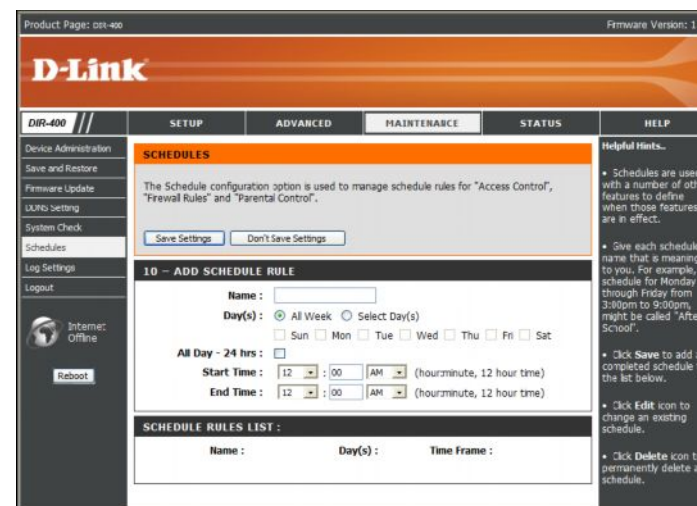 Product Page: DIR-400
Firmware Version: 1
D-Link
DIR-400
SETUP
ADVANCED
MAINTENANCE
STATUS
HELP
Device Administration
Save and Restore
Firmware Update
DDNS Setting
System Check
Schedules
Log Settings
Logout
Internet
Offline
Reboot
SCHEDULES
The Schedule configuration option is used to manage schedule rules for "Access Control",
"Firewall Rules" and "Parental Control".
Save Settings
Don't Save Settings
10 – ADD SCHEDULE RULE
Name :
Day(s) : All Week Select Day(s)
Sun Mon Tue Wed Thu Fri Sat
All Day - 24 hrs :
Start Time : 12 : 00 AM (hour:minute, 12 hour time)
End Time : 12 : 00 AM (hour:minute, 12 hour time)
SCHEDULE RULES LIST :
Name : Day(s) : Time Frame :
Helpful Hints..
• Schedules are used
with a number of oth
features to define
when those features
are in effect.
• Give each schedule
name that is meaning
to you. For example,
schedule for Monday
through Friday from
3:00pm to 9:00pm,
might be called "Afte
School".
• Click Save to add a
completed schedule
the list below.
• Click Edit icon to
change an existing
schedule.
• Click Delete icon t
permanently delete a
schedule.